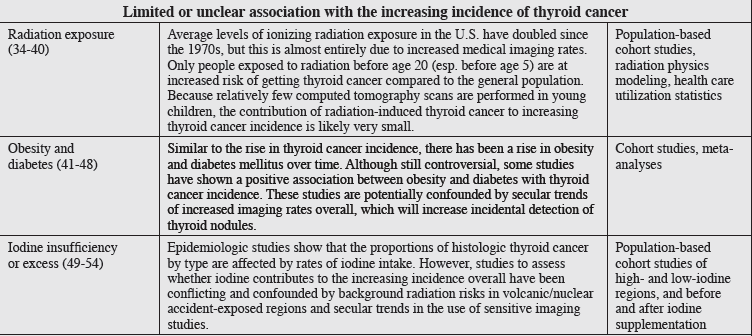 Limited or unclear association with the increasing incidence of thyroid cancer
Radiation exposure
(34-40)
Average levels of ionizing radiation exposure in the U.S. have doubled since
the 1970s, but this is almost entirely due to increased medical imaging rates.
Only people exposed to radiation before age 20 (esp. before age 5) are at
increased risk of getting thyroid cancer compared to the general population.
Because relatively few computed tomography scans are performed in young
children, the contribution of radiation-induced thyroid cancer to increasing
thyroid cancer incidence is likely very small.
Population-based
cohort studies,
radiation physics
modeling, health care
utilization statistics
Obesity and
diabetes (41-48)
Similar to the rise in thyroid cancer incidence, there has been a rise in obesity
and diabetes mellitus over time. Although still controversial, some studies
have shown a positive association between obesity and diabetes with thyroid
cancer incidence. These studies are potentially confounded by secular trends
of increased imaging rates overall, which will increase incidental detection of
thyroid nodules.
Cohort studies, meta-
analyses
Iodine insufficiency
or excess (49-54)
Epidemiologic studies show that the proportions of histologic thyroid cancer
by type are affected by rates of iodine intake. However, studies to assess
whether iodine contributes to the increasing incidence overall have been
conflicting and confounded by background radiation risks in volcanic/nuclear
accident-exposed regions and secular trends in the use of sensitive imaging
studies.
Population-based
cohort studies of
high- and low-iodine
regions, and before
and after iodine
supplementation